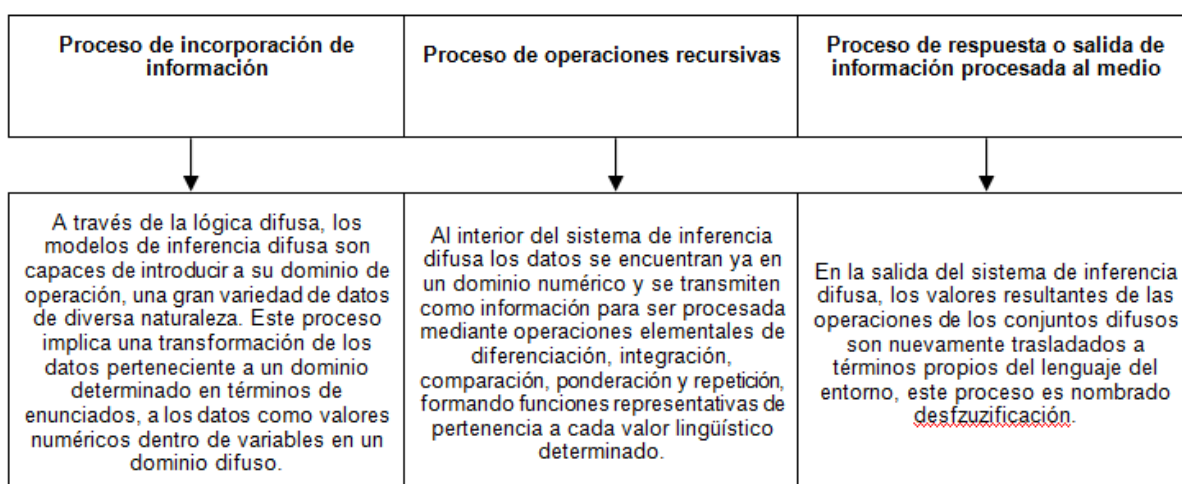 Proceso de incorporación de
información
Proceso de operaciones recursivas
Proceso de respuesta o salida de
información procesada al medio
A través de la lógica difusa, los
modelos de inferencia difusa son
capaces de introducir a su dominio de
operación, una gran variedad de datos
de diversa naturaleza. Este proceso
implica una transformación de los
datos perteneciente a un dominio
determinado en términos de
enunciados, a los datos como valores
numéricos dentro de variables en un
dominio difuso.
Al interior del sistema de inferencia
difusa los datos se encuentran ya en
un dominio numérico y se transmiten
como información para ser procesada
mediante operaciones elementales de
diferenciación, integración,
comparación, ponderación y repetición,
formando funciones representativas de
pertenencia a cada valor lingüístico
determinado.
En la salida del sistema de inferencia
difusa, los valores resultantes de las
operaciones de los conjuntos difusos
son nuevamente trasladados a
términos propios del lenguaje del
entorno, este proceso es nombrado
desfzuzificación.